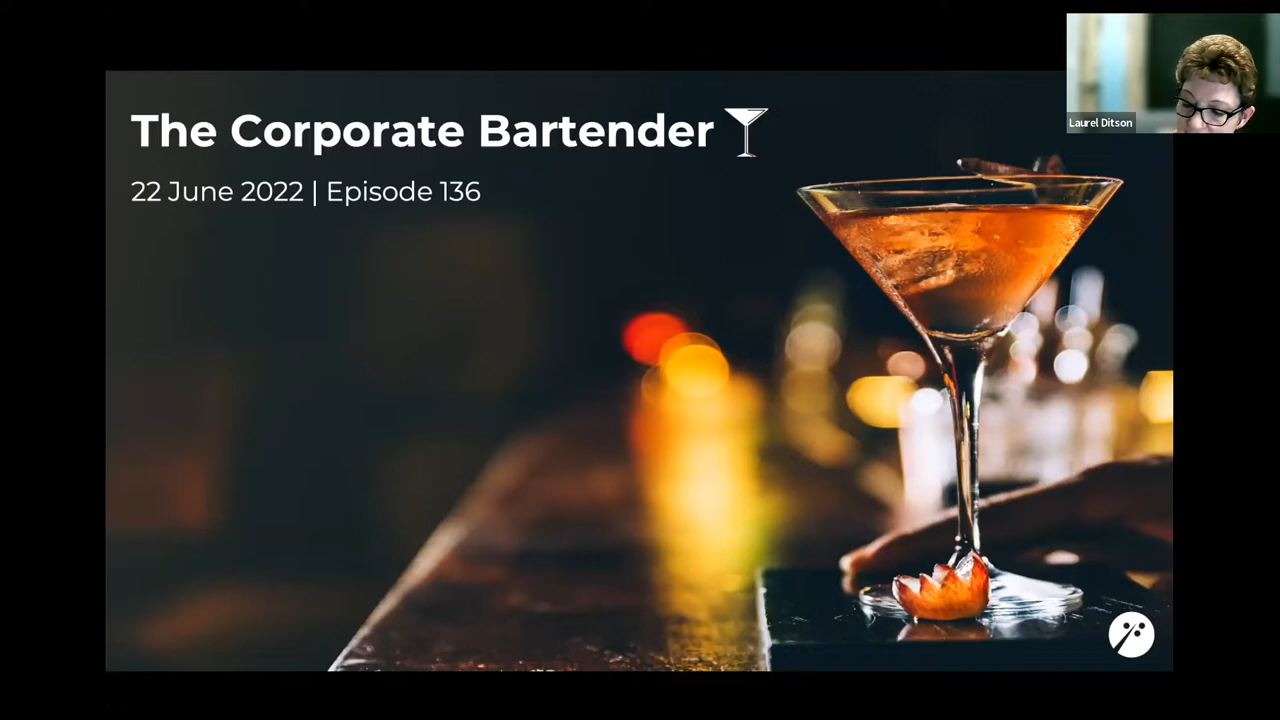 The Corporate Bartender
22 June 2022 | Episode 136
Laurel Ditson